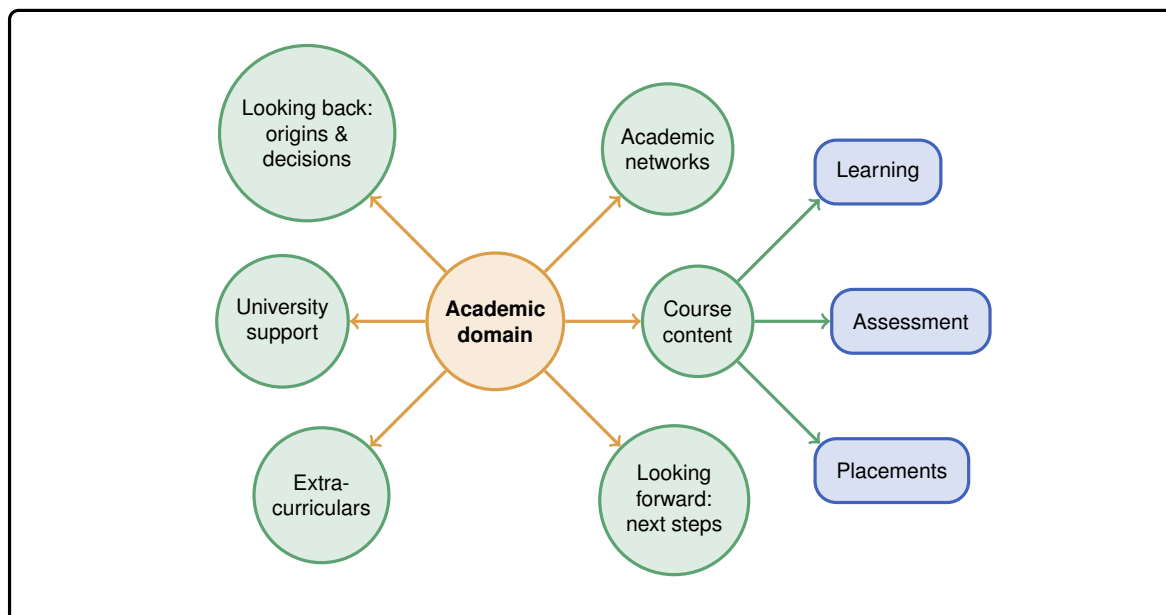 Looking back:
origins &
decisions
Academic
networks
Learning
University
support
Academic
domain
Course
content
Assessment
Extra-
curriculars
Looking
forward:
next steps
Placements